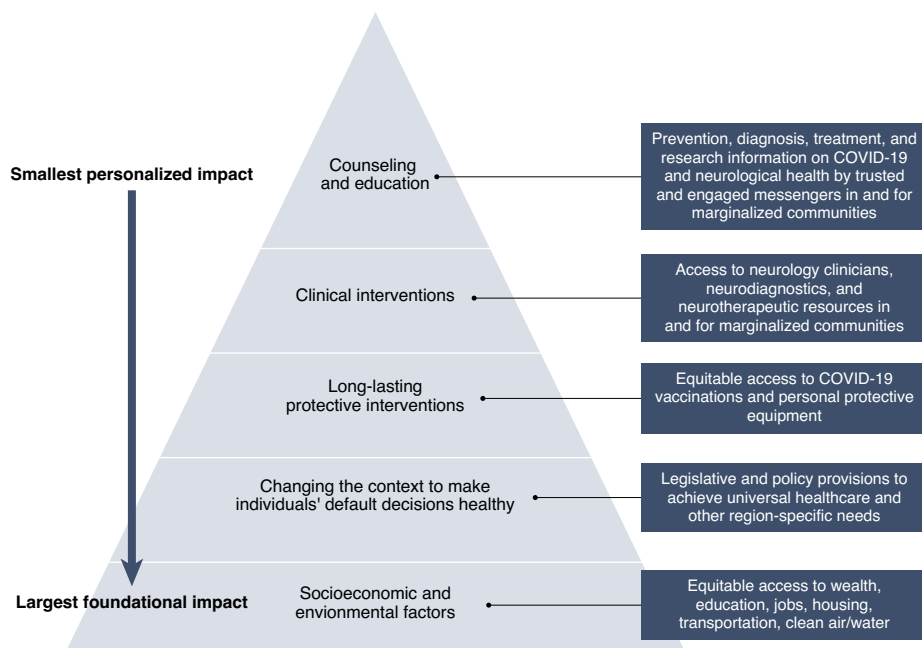 Smallest personalized impact
Largest foundational impact
Counseling
and education
Prevention, diagnosis, treatment, and
research information on COVID-19
and neurological health by trusted
and engaged messengers in and for
marginalized communities
Clinical interventions
Access to neurology clinicians,
neurodiagnostics, and
neurotherapeutic resources in
and for marginalized communities
Long-lasting
protective interventions
Equitable access to COVID-19
vaccinations and personal protective
equipment
Changing the context to make
individuals' default decisions healthy
Legislative and policy provisions to
achieve universal healthcare and
other region-specific needs
Socioeconomic and
envionmental factors
Equitable access to wealth,
education, jobs, housing,
transportation, clean air/water